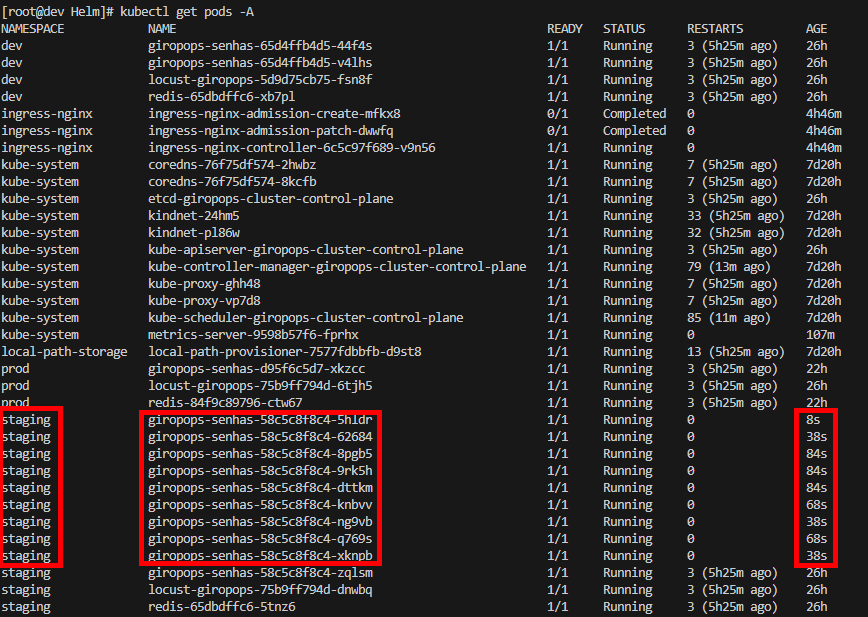 [root@dev Helm]# kubectl get pods -A
NAMESPACE NAME READY STATUS RESTARTS AGE
dev giropops-senhas-65d4ffb4d5-44f4s 1/1 Running 3 (5h25m ago) 26h
dev giropops-senhas-65d4ffb4d5-v4lhs 1/1 Running 3 (5h25m ago) 26h
dev locust-giropops-5d9d75cb75-fsn8f 1/1 Running 3 (5h25m ago) 26h
dev redis-65dbdffc6-xb7pl 1/1 Running 3 (5h25m ago) 26h
ingress-nginx ingress-nginx-admission-create-mfkx8 0/1 Completed 0 4h46m
ingress-nginx ingress-nginx-admission-patch-dwwfq 0/1 Completed 0 4h46m
ingress-nginx ingress-nginx-controller-6c5c97f689-v9n56 1/1 Running 0 4h40m
kube-system coredns-76f75df574-2hwbz 1/1 Running 7 (5h25m ago) 7d20h
kube-system coredns-76f75df574-8kcfb 1/1 Running 7 (5h25m ago) 7d20h
kube-system etcd-giropops-cluster-control-plane 1/1 Running 3 (5h25m ago) 26h
kube-system kindnet-24hm5 1/1 Running 33 (5h25m ago) 7d20h
kube-system kindnet-pl86w 1/1 Running 32 (5h25m ago) 7d20h
kube-system kube-apiserver-giropops-cluster-control-plane 1/1 Running 3 (5h25m ago) 26h
kube-system kube-controller-manager-giropops-cluster-control-plane 1/1 Running 79 (13m ago) 7d20h
kube-system kube-proxy-ghh48 1/1 Running 7 (5h25m ago) 7d20h
kube-system kube-proxy-vp7d8 1/1 Running 7 (5h25m ago) 7d20h
kube-system kube-scheduler-giropops-cluster-control-plane 1/1 Running 85 (11m ago) 7d20h
kube-system metrics-server-9598b57f6-fprhx 1/1 Running 0 107m
local-path-storage local-path-provisioner-7577fdbbfb-d9st8 1/1 Running 13 (5h25m ago) 7d20h
prod giropops-senhas-d95f6c5d7-xkzcc 1/1 Running 3 (5h25m ago) 22h
prod locust-giropops-75b9ff794d-6tjh5 1/1 Running 3 (5h25m ago) 26h
prod redis-84f9c89796-ctw67 1/1 Running 3 (5h25m ago) 22h
staging giropops-senhas-58c5c8f8c4-5hldr 1/1 Running 0 8s
staging giropops-senhas-58c5c8f8c4-62684 1/1 Running 0 38s
staging giropops-senhas-58c5c8f8c4-8pgb5 1/1 Running 0 84s
staging giropops-senhas-58c5c8f8c4-9rk5h 1/1 Running 0 84s
staging giropops-senhas-58c5c8f8c4-dttkm 1/1 Running 0 84s
staging giropops-senhas-58c5c8f8c4-knbvv 1/1 Running 0 68s
staging giropops-senhas-58c5c8f8c4-ng9vb 1/1 Running 0 38s
staging giropops-senhas-58c5c8f8c4-q769s 1/1 Running 0 68s
staging giropops-senhas-58c5c8f8c4-xknpb 1/1 Running 0 38s
staging giropops-senhas-58c5c8f8c4-zqlsm 1/1 Running 3 (5h25m ago) 26h
staging locust-giropops-75b9ff794d-dnwbq 1/1 Running 3 (5h25m ago) 26h
staging redis-65dbdffc6-5tnz6 1/1 Running 3 (5h25m ago) 26h